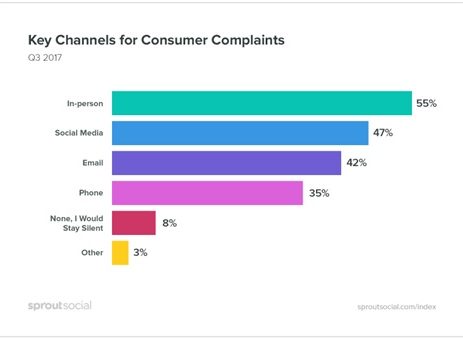 Key Channels for Consumer Complaints
Q3 2017
In-person
55%
Social Media
47%
Email
42%
Phone
35%
None, I Would
Stay Silent
8%
Other
3%
sproutsocial
sproutsocial.com/index